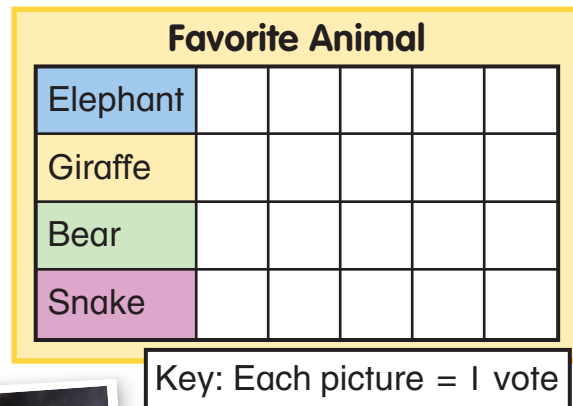 Favorite Animal
Elephant
Giraffe
Bear
Snake
Key: Each picture = 1 vote